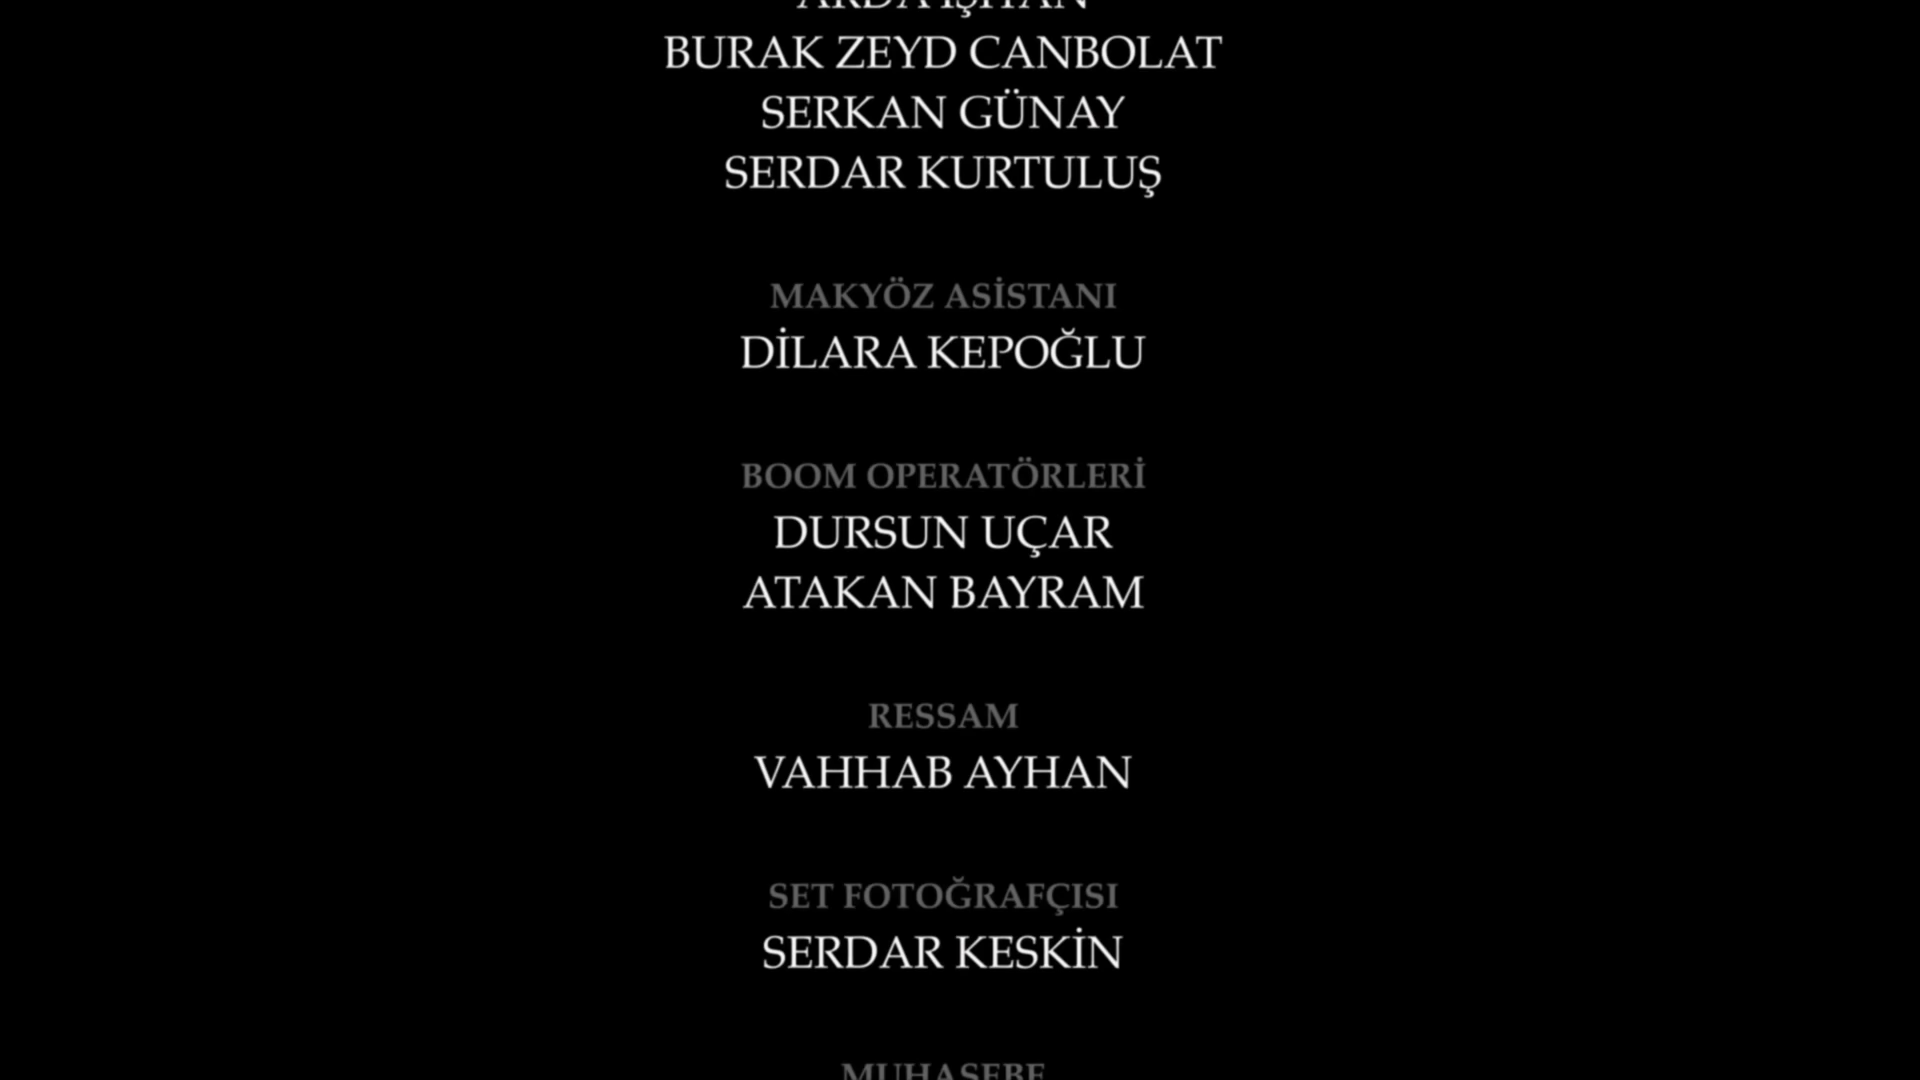 BURAK ZEYD CANBOLAT
SERKAN GÜNAY
SERDAR KURTULUŞ
MAKYÖZ ASİSTANI
DİLARA KEPOĞLU
BOOM OPERATÖRLERİ
DURSUN UÇAR
ATAKAN BAYRAM
RESSAM
VAHHAB AYHAN
SET FOTOĞRAFÇISI
SERDAR KESKİN
MUHASEBE